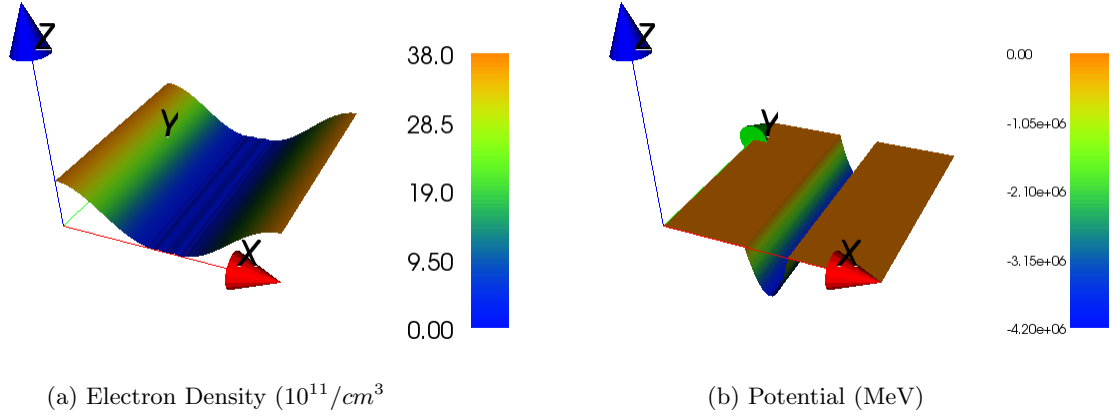 Z
38.0
Y
28.5
19.0
9.50
X
0.00
Z
0.00
Y
-1.05e+06
-2.10e+06
X
-3.15e+06
-4.20e+06
(a) Electron Density (10^{11}/cm^3
(b) Potential (MeV)